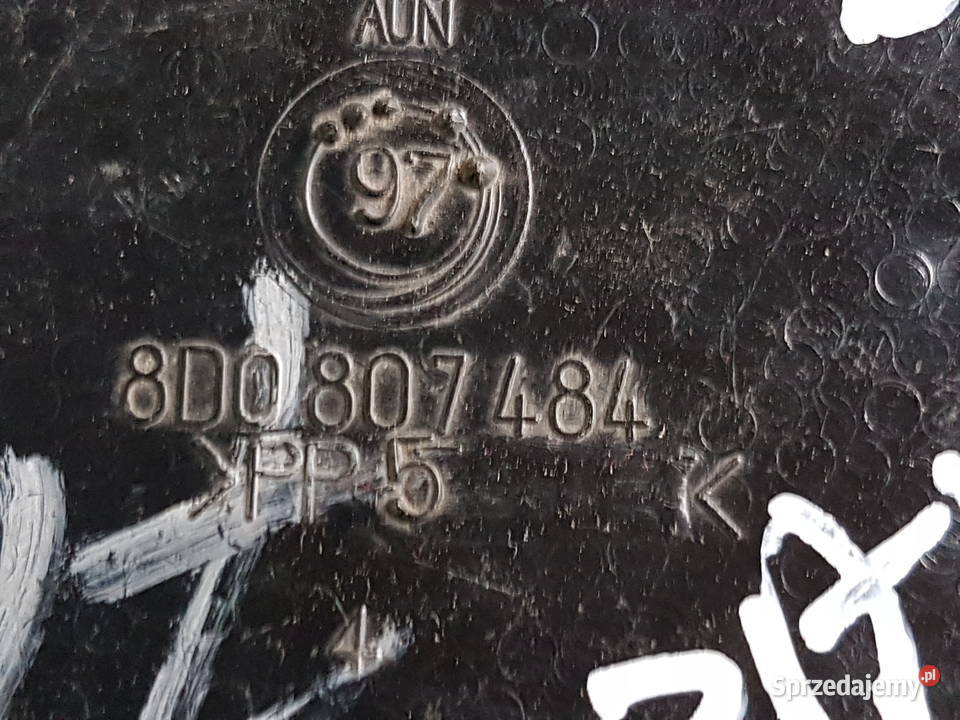 AUN
97
8D0 807 484
>PP 5 <
Sprzedajemy.pl